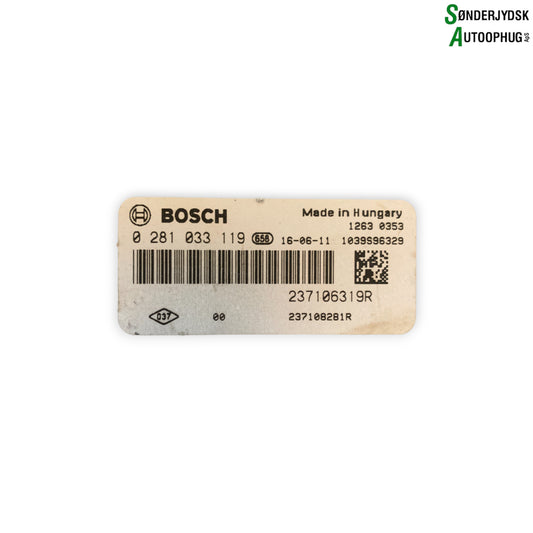 SØNDERJYDSK
AUTOOPHUG A/S
BOSCH
Made in Hungary
1263 0353
0 281 033 119 656 16-06-11 1039S96329
237106319R
D37 00 237108281R